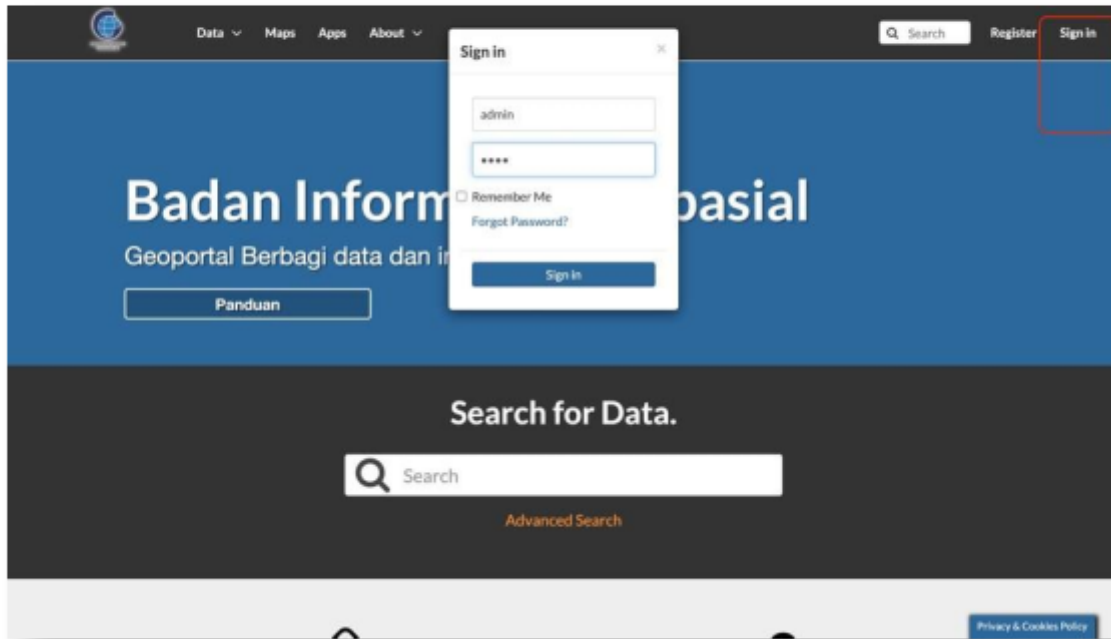 Data Maps Apps About Search Register Sign in
Sign in ×
admin
••••
Remember Me
Forgot Password?
Sign in
Badan Inform pasial
Geoportal Berbagi data dan in
Panduan
Search for Data.
Search
Advanced Search
Privacy & Cookies Policy